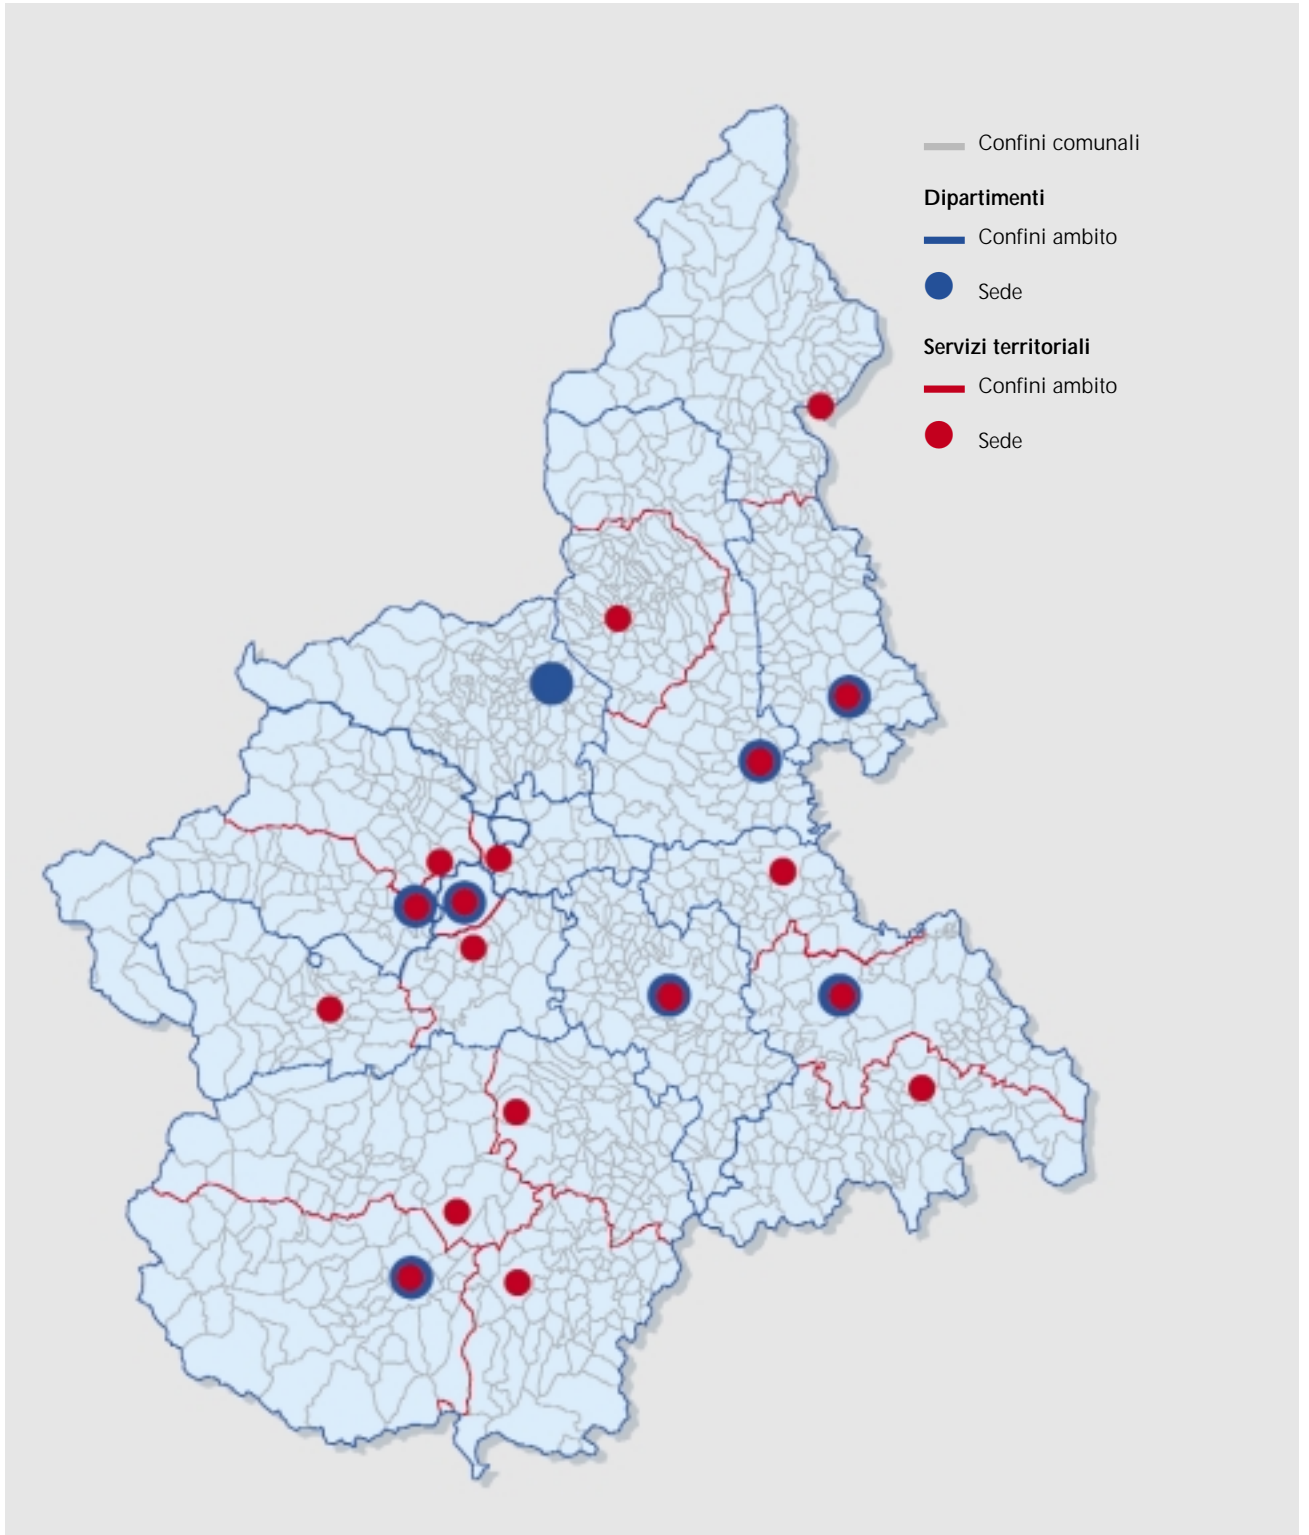 Confini comunali
Dipartimenti
Confini ambito
Sede
Servizi territoriali
Confini ambito
Sede